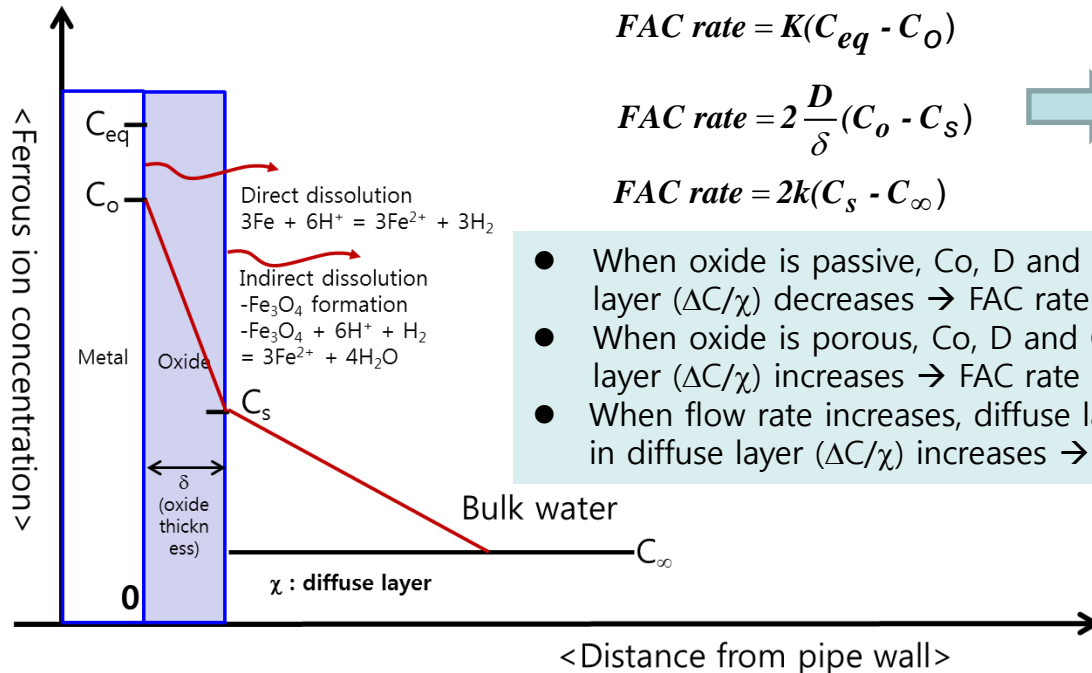 FAC rate = K(Ceq - CO)
FAC rate = 2 D/δ (Co - CS)
FAC rate = 2k(Cs - C∞)
● When oxide is passive, Co, D and
layer (ΔC/χ) decreases → FAC rate
● When oxide is porous, Co, D and
layer (ΔC/χ) increases → FAC rate
● When flow rate increases, diffuse la
in diffuse layer (ΔC/χ) increases →
<Ferrous ion concentration>
Ceq
Co
Direct dissolution
3Fe + 6H⁺ = 3Fe²⁺ + 3H₂
Indirect dissolution
-Fe₃O₄ formation
-Fe₃O₄ + 6H⁺ + H₂
= 3Fe²⁺ + 4H₂O
Metal
Oxide
Cs
δ
(oxide
thickn
ess)
Bulk water
C∞
χ : diffuse layer
0
<Distance from pipe wall>